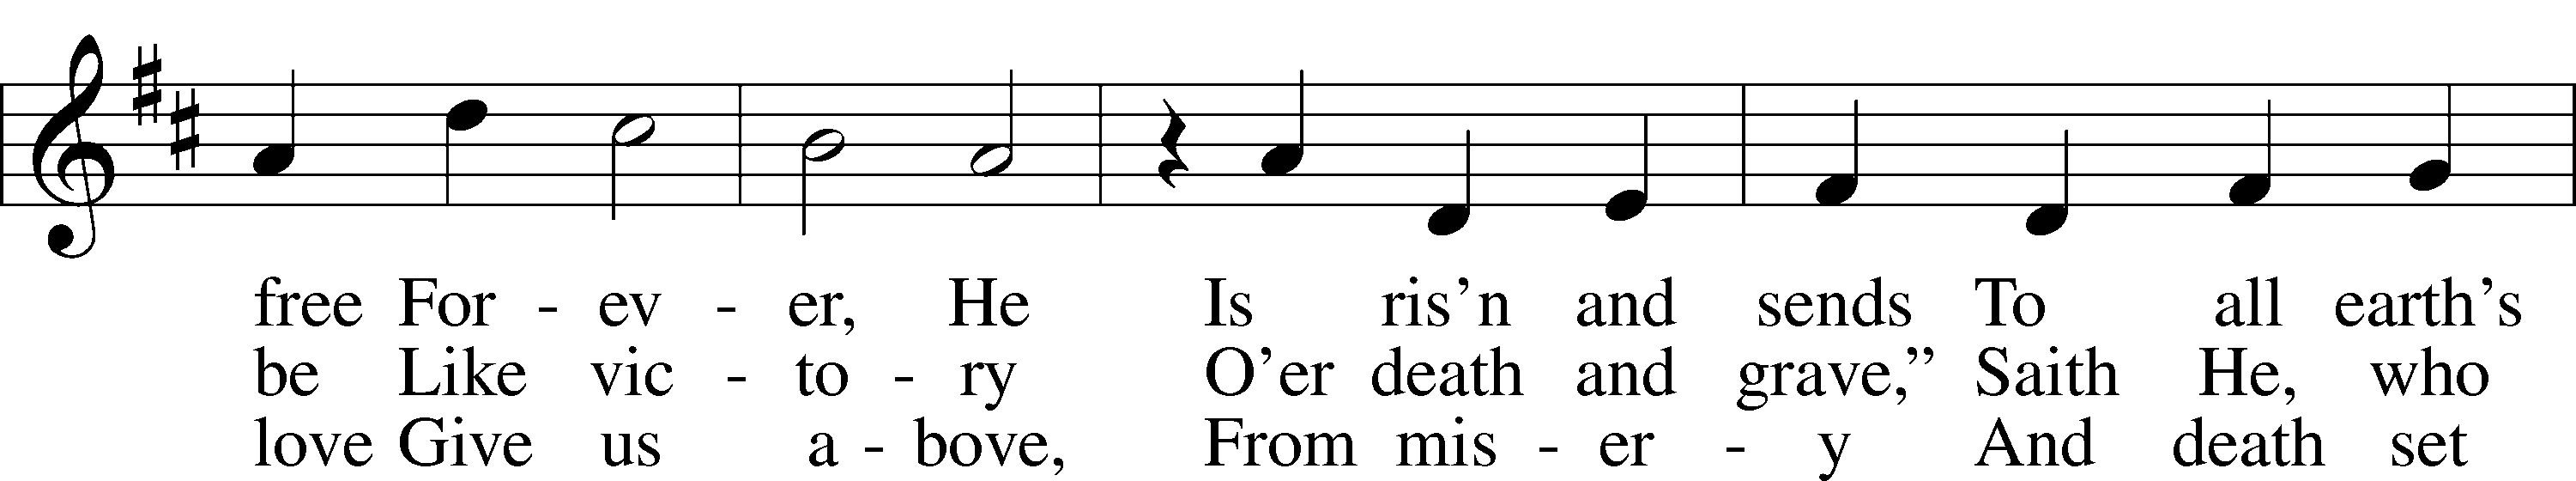 free For - ev - er, He Is ris’n and sends To all earth’s
be Like vic - to - ry O’er death and grave,” Saith He, who
love Give us a - bove, From mis - er - y And death set